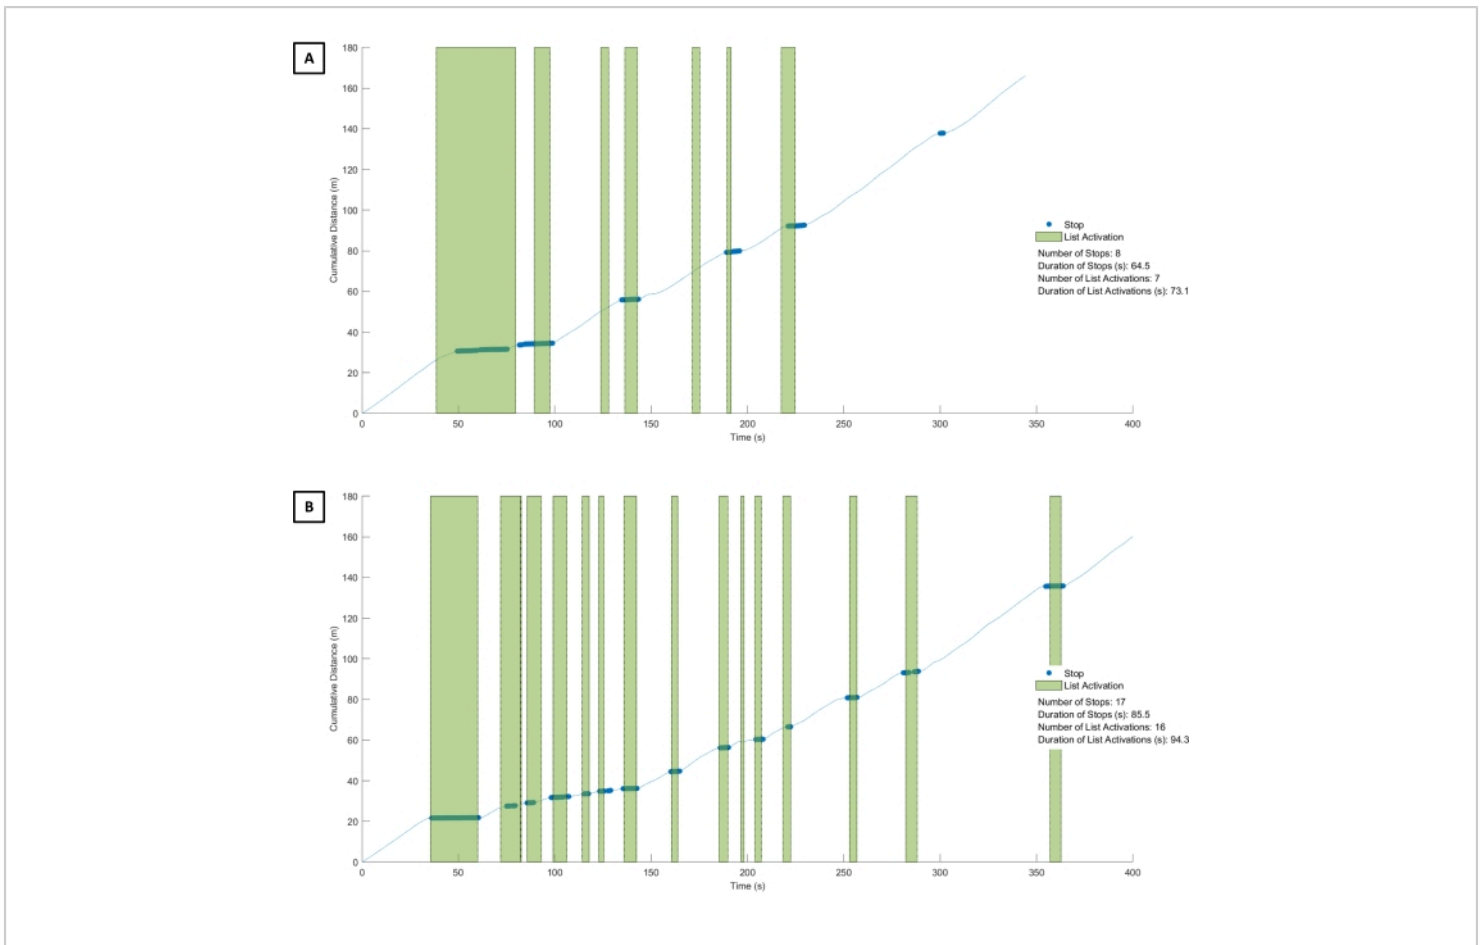 A
180
160
140
120
100
80
60
40
20
0
Cumulative Distance (m)
0 50 100 150 200 250 300 350 400
Time (s)
Stop
List Activation
Number of Stops: 8
Duration of Stops (s): 64.5
Number of List Activations: 7
Duration of List Activations (s): 73.1
B
180
160
140
120
100
80
60
40
20
0
Cumulative Distance (m)
0 50 100 150 200 250 300 350 400
Time (s)
Stop
List Activation
Number of Stops: 17
Duration of Stops (s): 85.5
Number of List Activations: 16
Duration of List Activations (s): 94.3